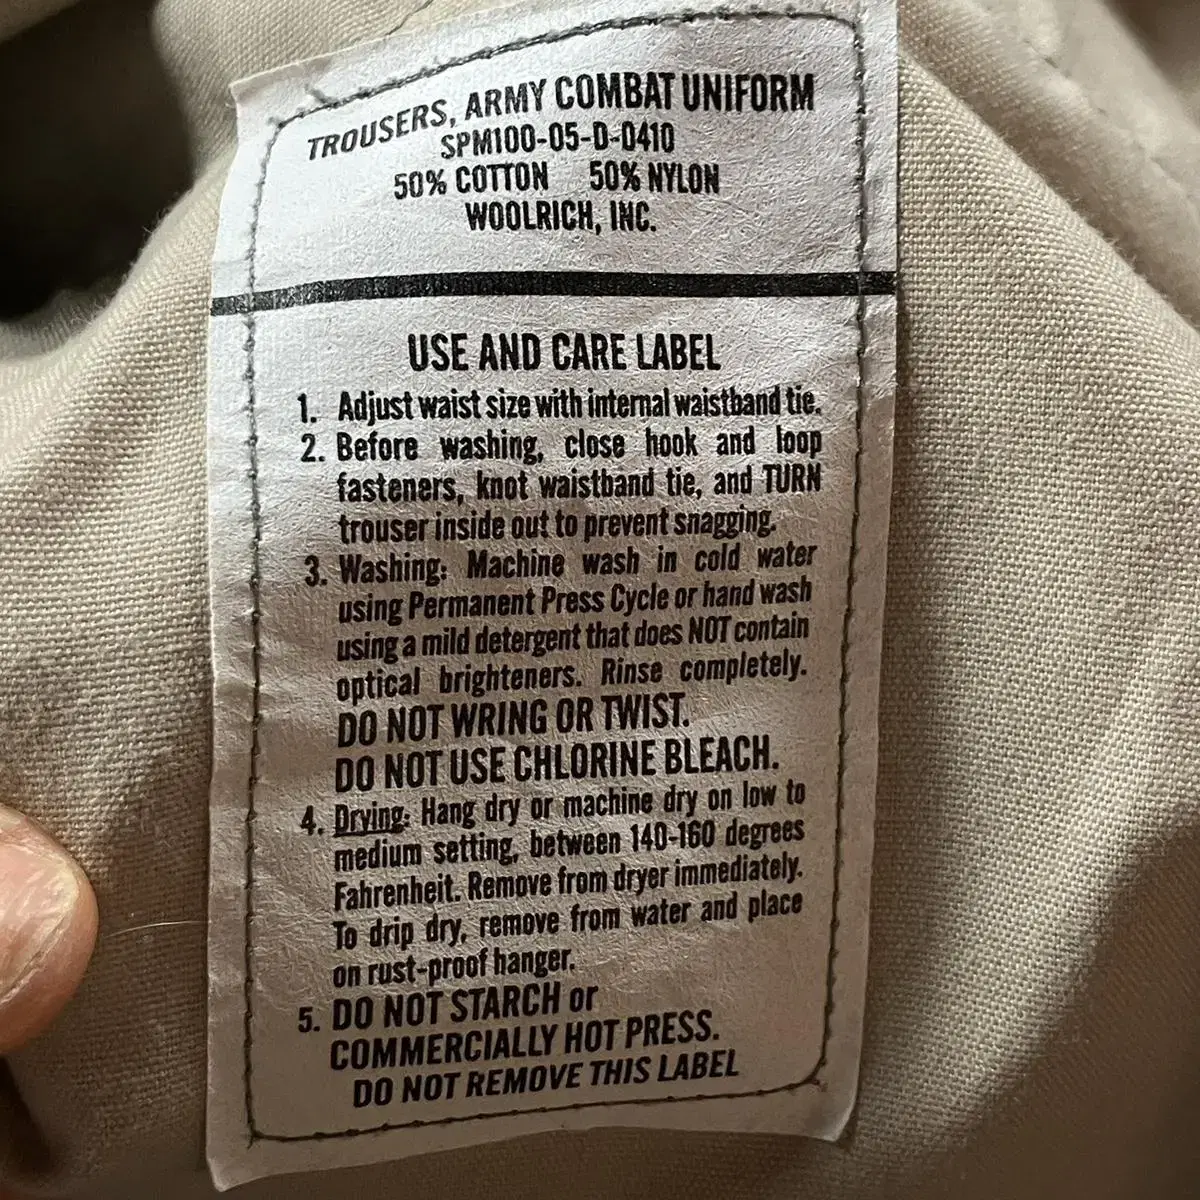 TROUSERS, ARMY COMBAT UNIFORM
SPM100-05-D-0410
50% COTTON 50% NYLON
WOOLRICH, INC.
USE AND CARE LABEL
1. Adjust waist size with internal waistband tie.
2. Before washing, close hook and loop
fasteners, knot waistband tie, and TURN
trouser inside out to prevent snagging.
3. Washing: Machine wash in cold water
using Permanent Press Cycle or hand wash
using a mild detergent that does NOT contain
optical brighteners. Rinse completely.
DO NOT WRING OR TWIST.
DO NOT USE CHLORINE BLEACH.
4. Drying: Hang dry or machine dry on low to
medium setting, between 140-160 degrees
Fahrenheit. Remove from dryer immediately.
To drip dry, remove from water and place
on rust-proof hanger.
5. DO NOT STARCH or
COMMERCIALLY HOT PRESS.
DO NOT REMOVE THIS LABEL